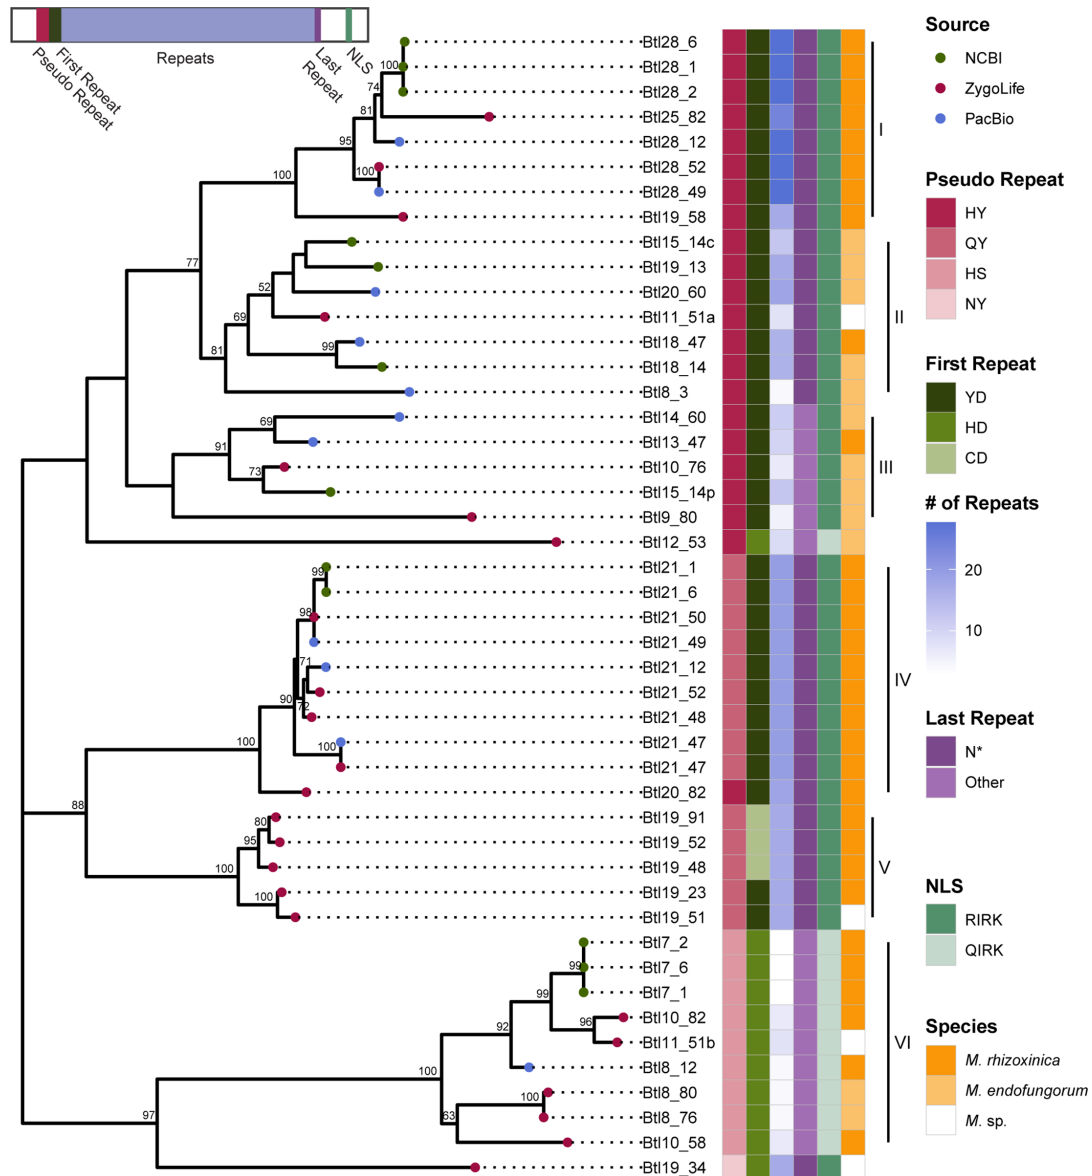 Pseudo Repeat
First Repeat
Repeats
Last
Repeat
NLS
Btl28_6
Btl28_1
Btl28_2
Btl25_82
Btl28_12
Btl28_52
Btl28_49
Btl19_58
Btl15_14c
Btl19_13
Btl20_60
Btl11_51a
Btl18_47
Btl18_14
Btl8_3
Btl14_60
Btl13_47
Btl10_76
Btl15_14p
Btl9_80
Btl12_53
Btl21_1
Btl21_6
Btl21_50
Btl21_49
Btl21_12
Btl21_52
Btl21_48
Btl21_47
Btl21_47
Btl20_82
Btl19_91
Btl19_52
Btl19_48
Btl19_23
Btl19_51
Btl7_2
Btl7_6
Btl7_1
Btl10_82
Btl11_51b
Btl8_12
Btl8_80
Btl8_76
Btl10_58
Btl19_34
100
74
81
95
100
100
77
52
69
99
81
69
91
73
99
98
71
90
72
100
100
88
80
95
100
100
99
99
96
92
100
100
63
97
I
II
III
IV
V
VI
Source
NCBI
ZygoLife
PacBio
Pseudo Repeat
HY
QY
HS
NY
First Repeat
YD
HD
CD
# of Repeats
20
10
Last Repeat
N*
Other
NLS
RIRK
QIRK
Species
M. rhizoxinica
M. endofungorum
M. sp.